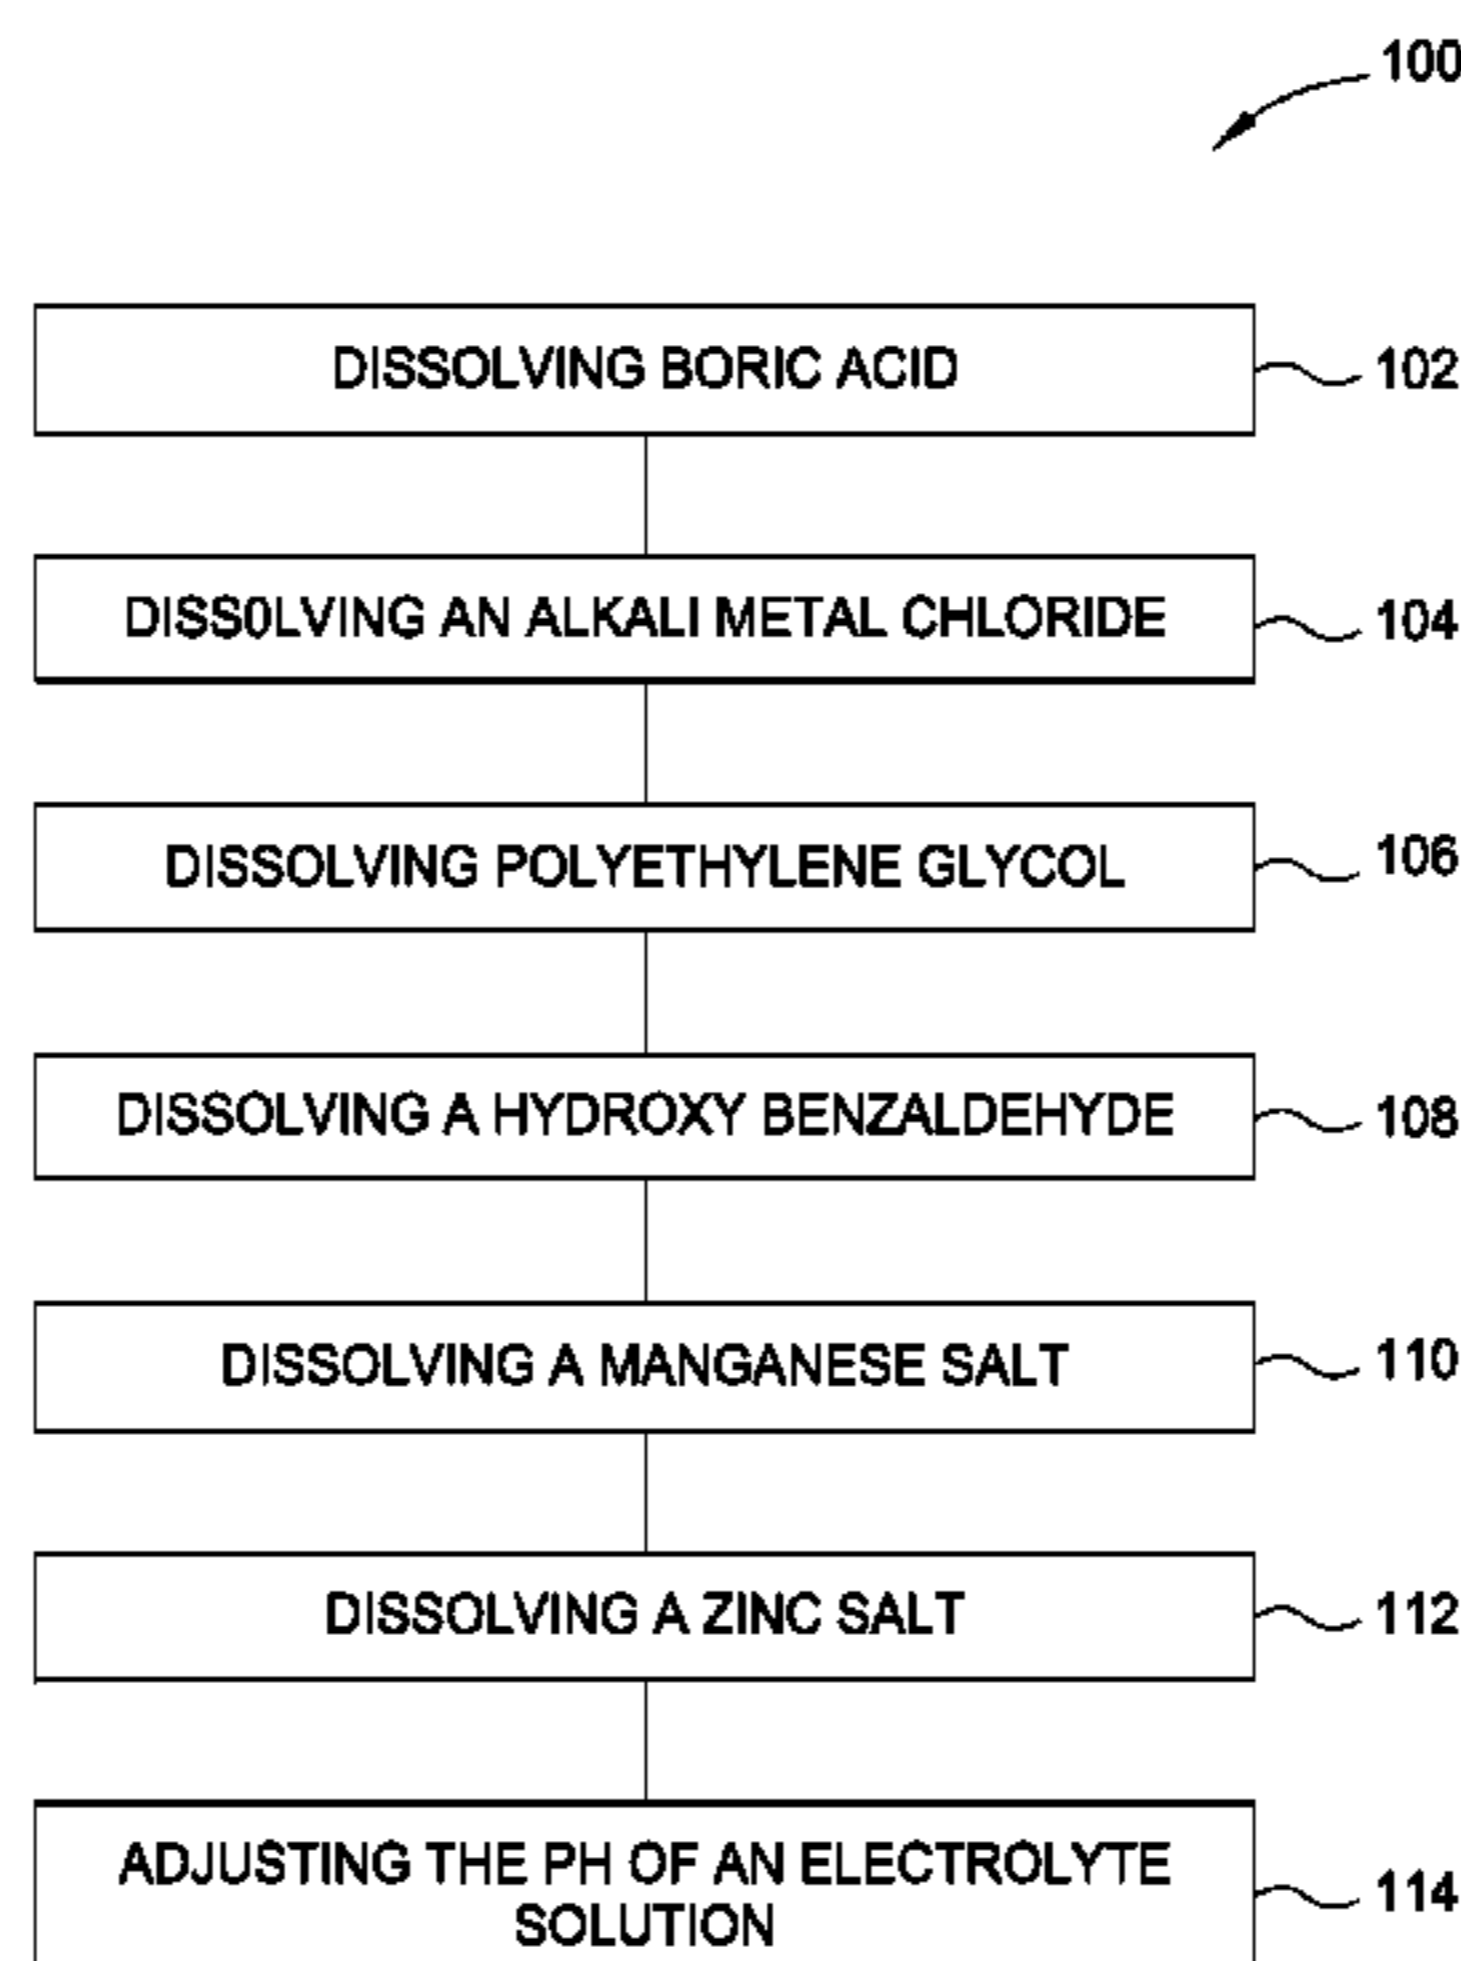 100
DISSOLVING BORIC ACID
102
DISS0LVING AN ALKALI METAL CHLORIDE
104
DISSOLVING POLYETHYLENE GLYCOL
106
DISSOLVING A HYDROXY BENZALDEHYDE
108
DISSOLVING A MANGANESE SALT
110
DISSOLVING A ZINC SALT
112
ADJUSTING THE PH OF AN ELECTROLYTE
SOLUTION
114